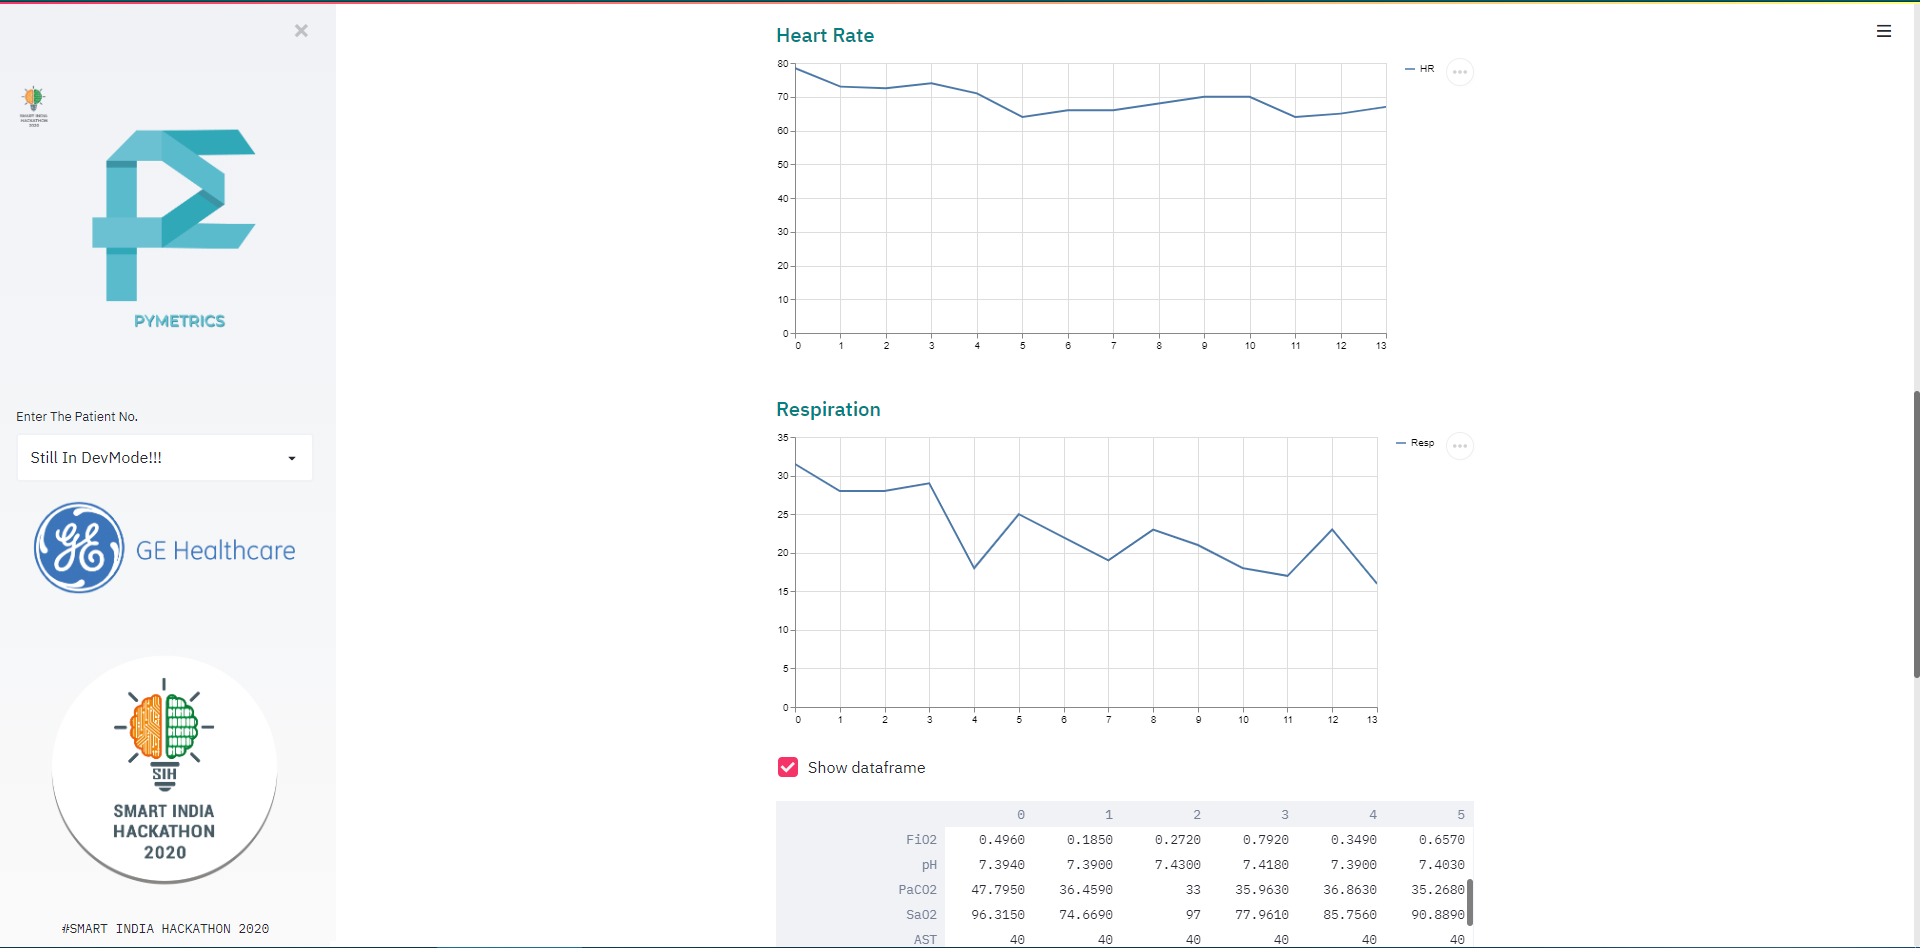 ×
SMART INDIA
HACKATHON
2020
PYMETRICS
Enter The Patient No.
Still In DevMode!!!
GE
GE Healthcare
SIH
SMART INDIA
HACKATHON
2020
#SMART INDIA HACKATHON 2020
Heart Rate
80
70
60
50
40
30
20
10
0
0 1 2 3 4 5 6 7 8 9 10 11 12 13
HR
Respiration
35
30
25
20
15
10
5
0
0 1 2 3 4 5 6 7 8 9 10 11 12 13
Resp
Show dataframe
0 1 2 3 4 5
FiO2 0.4960 0.1850 0.2720 0.7920 0.3490 0.6570
pH 7.3940 7.3900 7.4300 7.4180 7.3900 7.4030
PaCO2 47.7950 36.4590 33 35.9630 36.8630 35.2680
SaO2 96.3150 74.6690 97 77.9610 85.7560 90.8890
AST 40 40 40 40 40 40